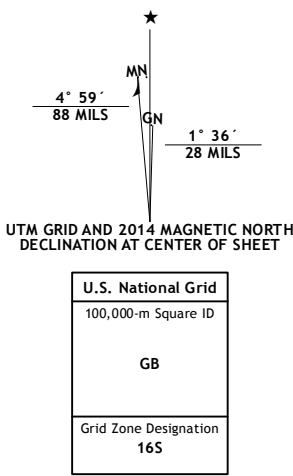 ★
MN
GN
4° 59´
88 MILS
1° 36´
28 MILS
UTM GRID AND 2014 MAGNETIC NORTH
DECLINATION AT CENTER OF SHEET
U.S. National Grid
100,000-m Square ID
GB
Grid Zone Designation
16S